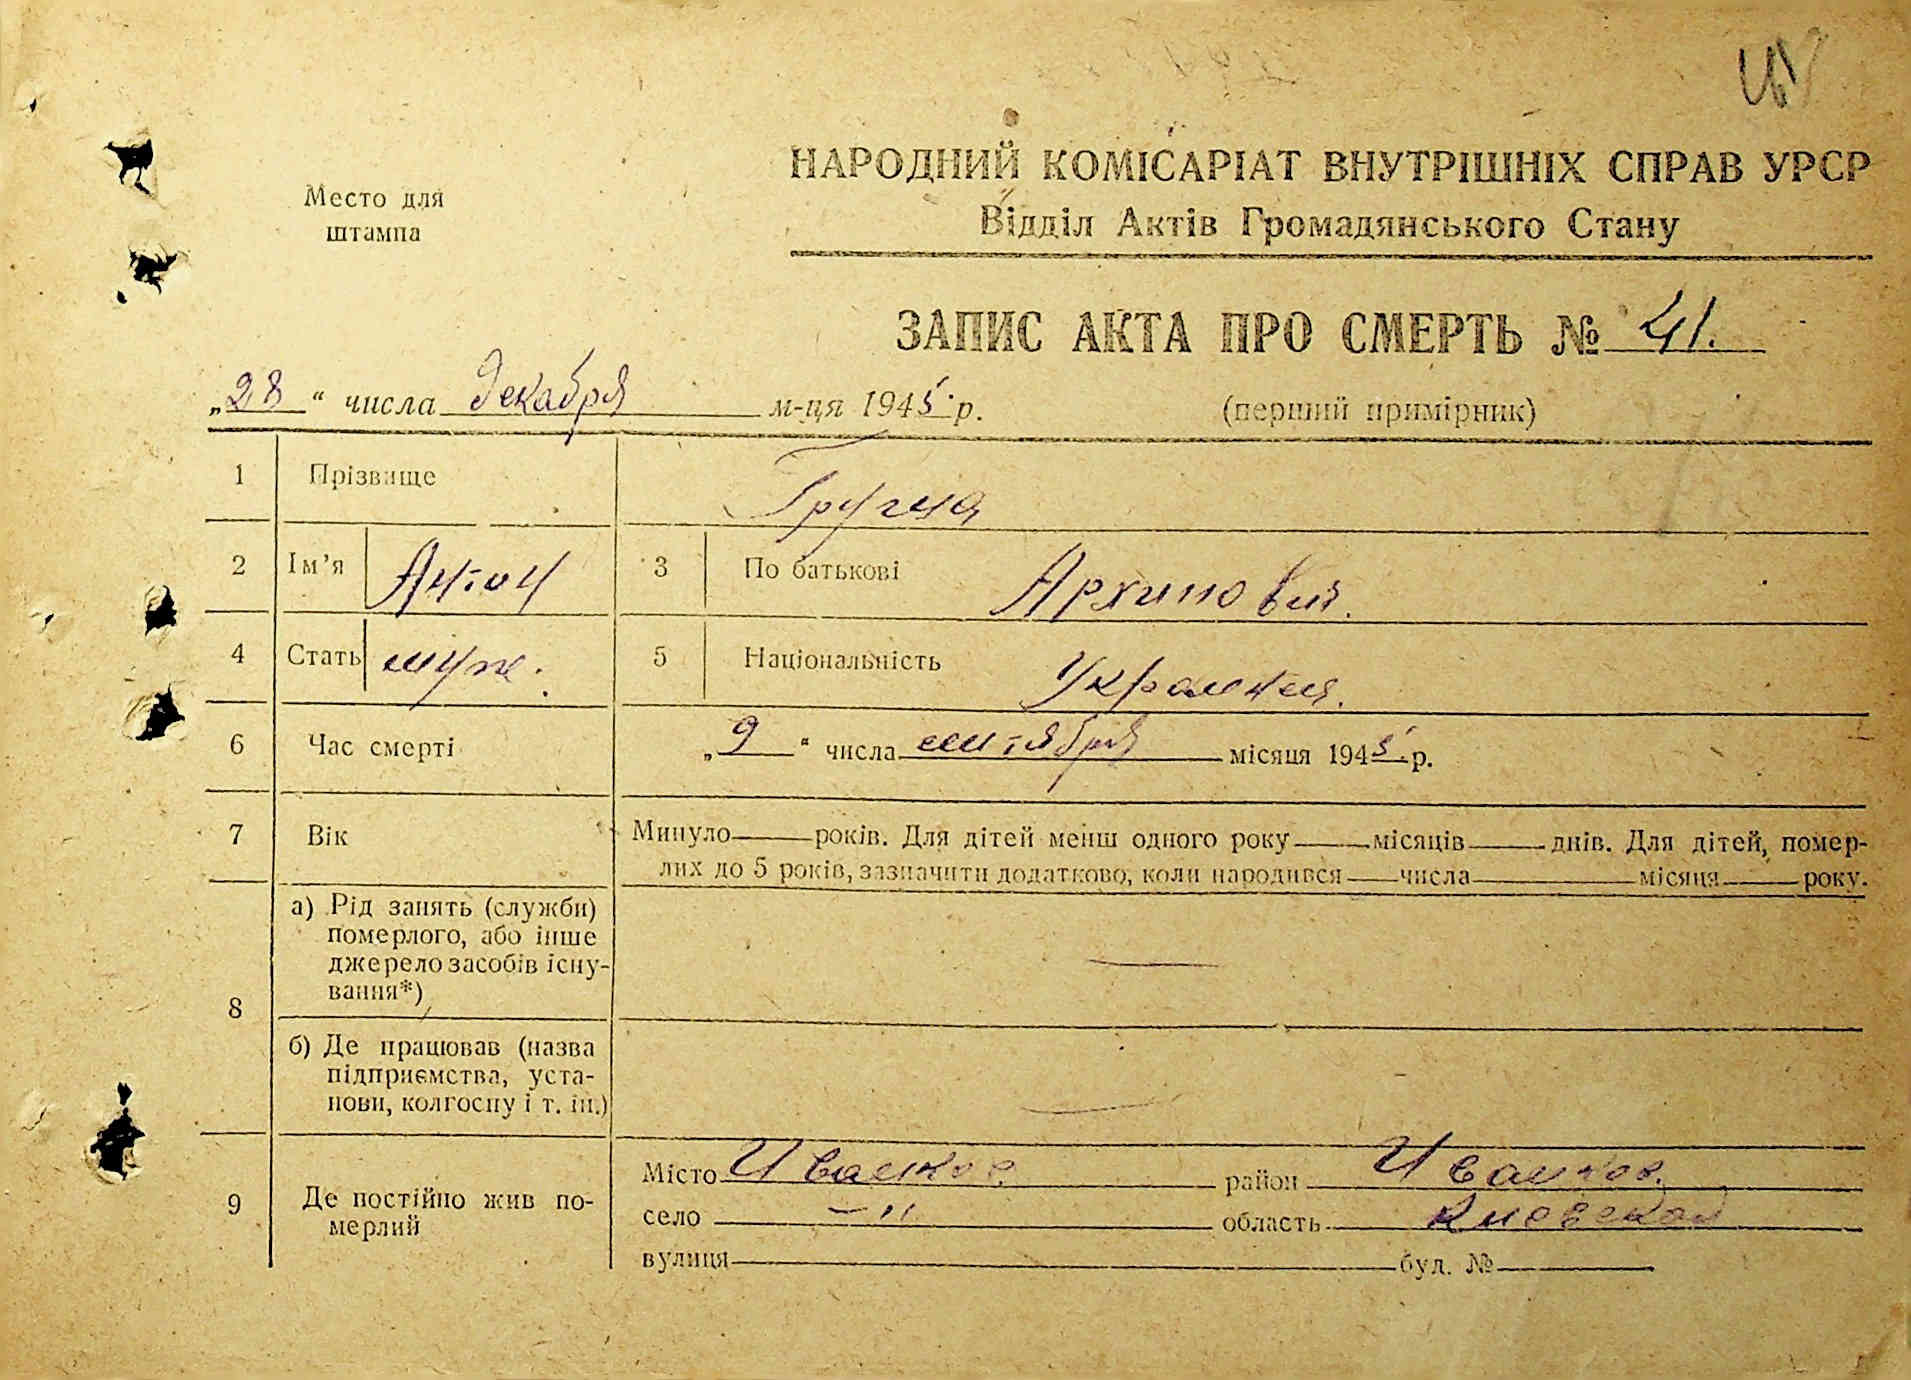 Место для
штампа
НАРОДНИЙ КОМІСАРІАТ ВНУТРІШНІХ СПРАВ УРСР
Відділ Актів Громадянського Стану
ЗАПИС АКТА ПРО СМЕРТЬ № 41.
„28“ числа декабря м-ця 1945 р.
(перший примірник)
1 Прізвище
2 Ім’я Антон 3 По батькові Архипович.
4 Стать муж. 5 Національність Украинец.
6 Час смерті „9“ числа сентября місяця 1945 р.
7 Вік Минуло років. Для дітей менш одного року місяців днів. Для дітей, помер-
лих до 5 років, зазначити додатково, коли народився числа місяця року.
8 а) Рід занять (служби)
померлого, або інше
джерело засобів існу-
вання*) —
б) Де працював (назва
підприємства, уста-
нови, колгоспу і т. ін.) —
9 Де постійно жив по-
мерлий
Місто Иванков. район Иванков.
село —〃 область Киевской
вулиця буд. №